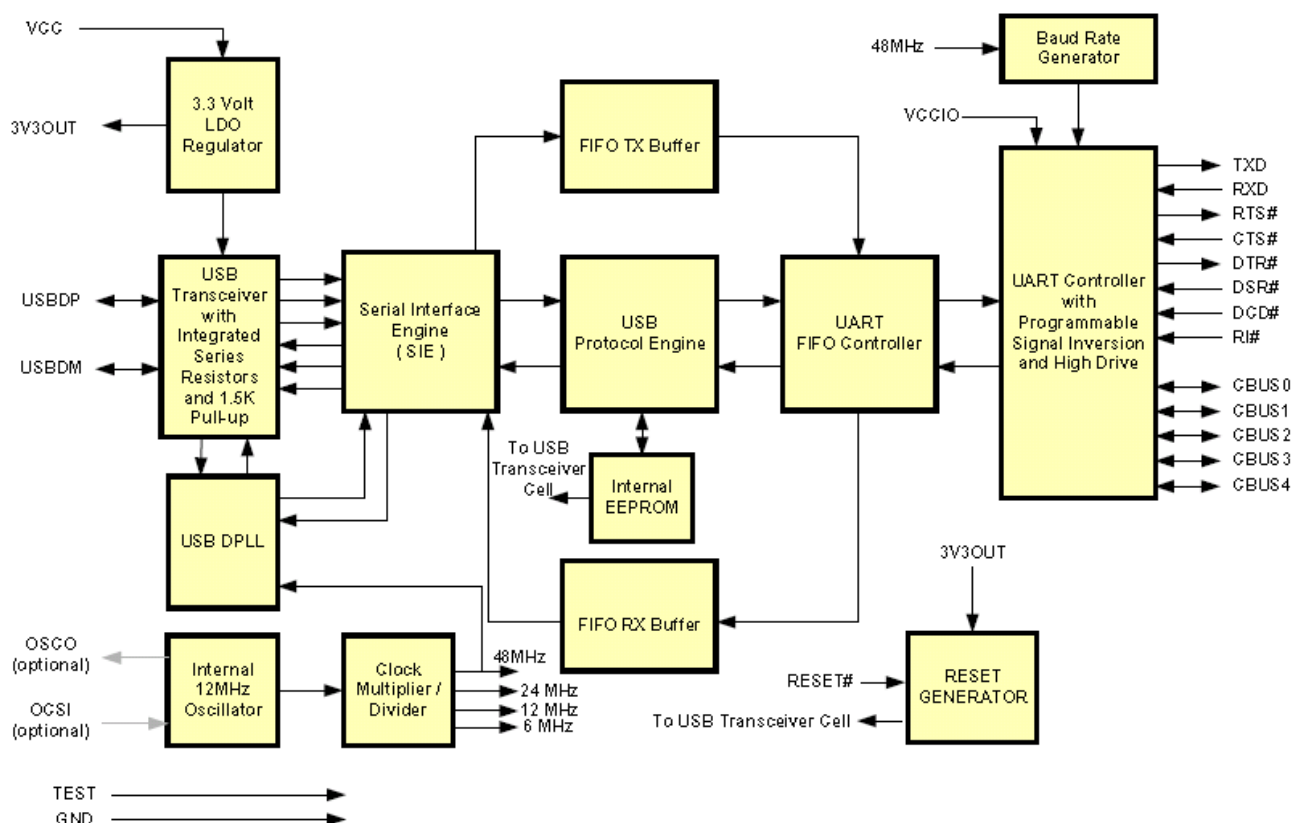 VCC
3.3 Volt
LDO
Regulator
3V3OUT
FIFO TX Buffer
48MHz
Baud Rate
Generator
VCCIO
USBDP
USBDM
USB
Transceiver
with
Integrated
Series
Resistors
and 1.5K
Pull-up
Serial Interface
Engine
( SIE )
USB
Protocol Engine
UART
FIFO Controller
UART Controller
with
Programmable
Signal Inversion
and High Drive
TXD
RXD
RTS#
CTS#
DTR#
DSR#
DCD#
RI#
CBUS0
CBUS1
CBUS2
CBUS3
CBUS4
USB DPLL
To USB
Transceiver
Cell
Internal
EEPROM
FIFO RX Buffer
3V3OUT
RESET#
RESET
GENERATOR
To USB Transceiver Cell
OSCO
(optional)
OCSI
(optional)
Internal
12MHz
Oscillator
Clock
Multiplier /
Divider
48MHz
24 MHz
12 MHz
6 MHz
TEST
GND